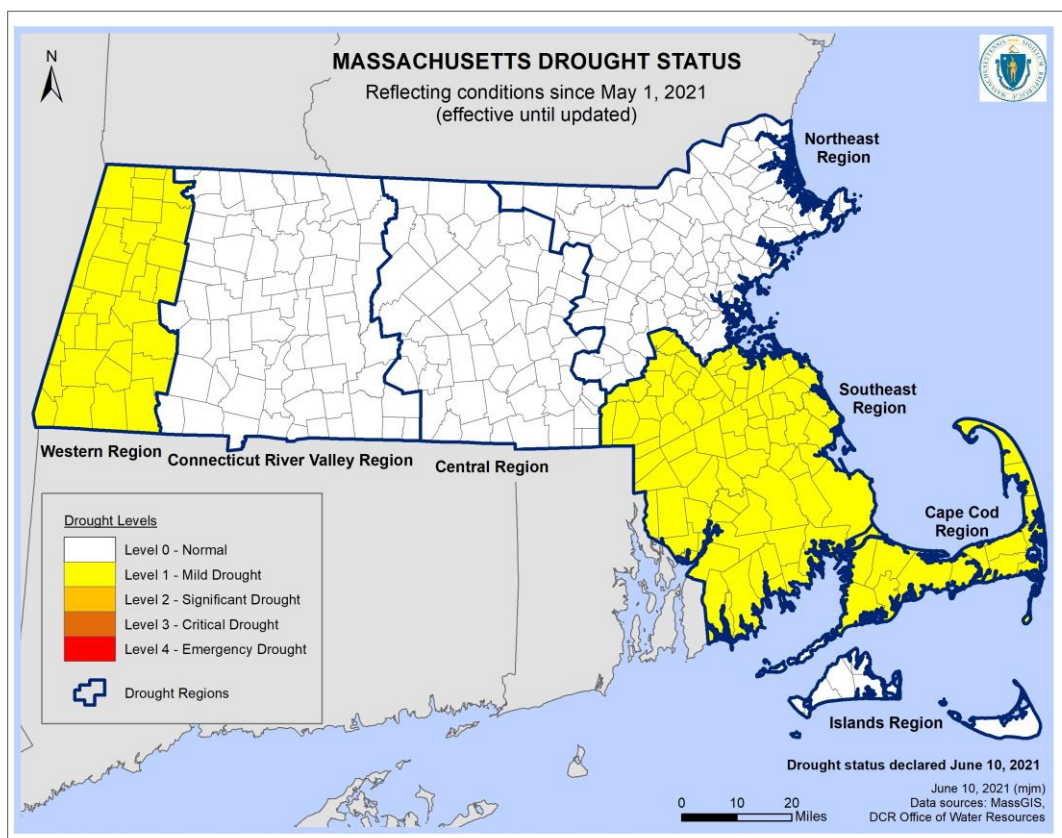 N
MASSACHUSETTS DROUGHT STATUS
Reflecting conditions since May 1, 2021
(effective until updated)
Northeast
Region
Southeast
Region
Cape Cod
Region
Western Region
Connecticut River Valley Region
Central Region
Islands Region
Drought Levels
Level 0 - Normal
Level 1 - Mild Drought
Level 2 - Significant Drought
Level 3 - Critical Drought
Level 4 - Emergency Drought
Drought Regions
Drought status declared June 10, 2021
June 10, 2021 (mjm)
Data sources: MassGIS,
DCR Office of Water Resources
0 10 20
Miles